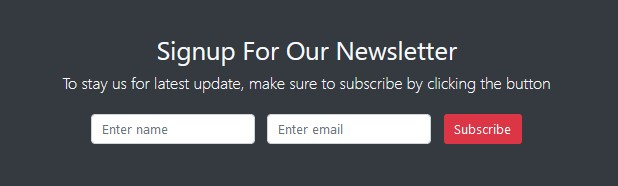 Signup For Our Newsletter
To stay us for latest update, make sure to subscribe by clicking the button
Enter name Enter email Subscribe